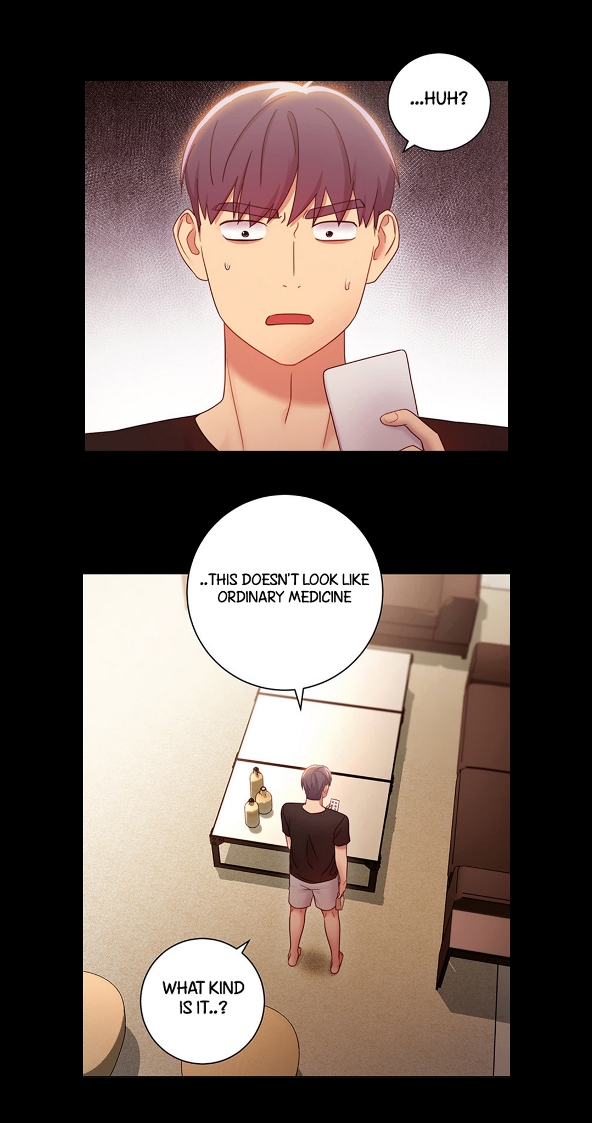 ...HUH?
..THIS DOESN'T LOOK LIKE
ORDINARY MEDICINE
WHAT KIND
IS IT..?